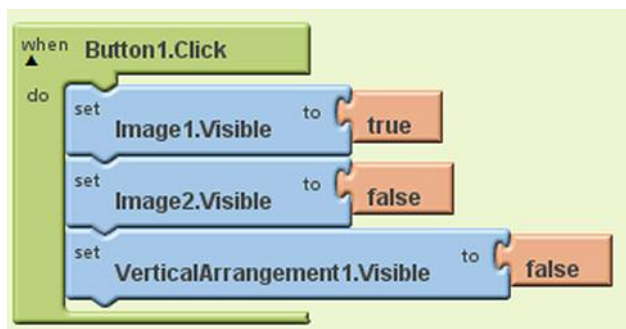 when Button1.Click
do
set Image1.Visible to true
set Image2.Visible to false
set VerticalArrangement1.Visible to false